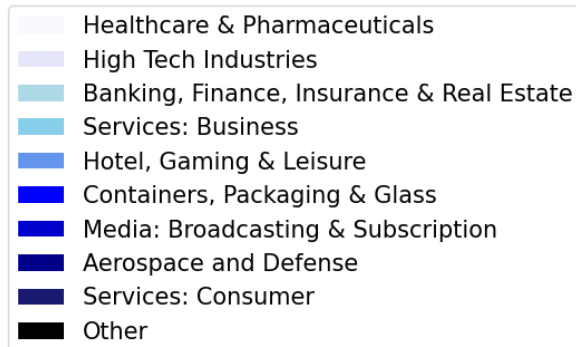 Healthcare & Pharmaceuticals
High Tech Industries
Banking, Finance, Insurance & Real Estate
Services: Business
Hotel, Gaming & Leisure
Containers, Packaging & Glass
Media: Broadcasting & Subscription
Aerospace and Defense
Services: Consumer
Other